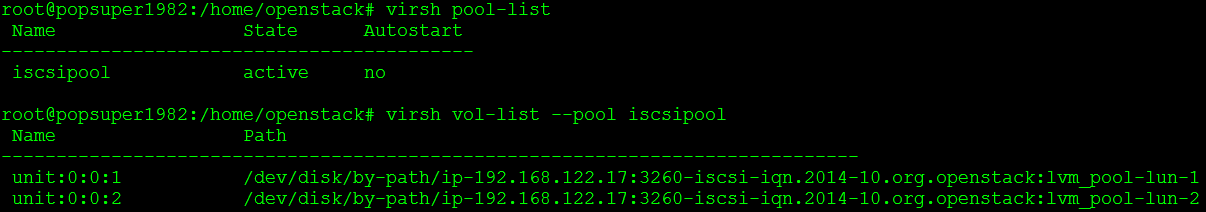 root@popsuper1982:/home/openstack# virsh pool-list
 Name                 State      Autostart
-------------------------------------------
 iscsipool            active     no

root@popsuper1982:/home/openstack# virsh vol-list --pool iscsipool
 Name                 Path
------------------------------------------------------------------------------
 unit:0:0:1           /dev/disk/by-path/ip-192.168.122.17:3260-iscsi-iqn.2014-10.org.openstack:lvm_pool-lun-1
 unit:0:0:2           /dev/disk/by-path/ip-192.168.122.17:3260-iscsi-iqn.2014-10.org.openstack:lvm_pool-lun-2